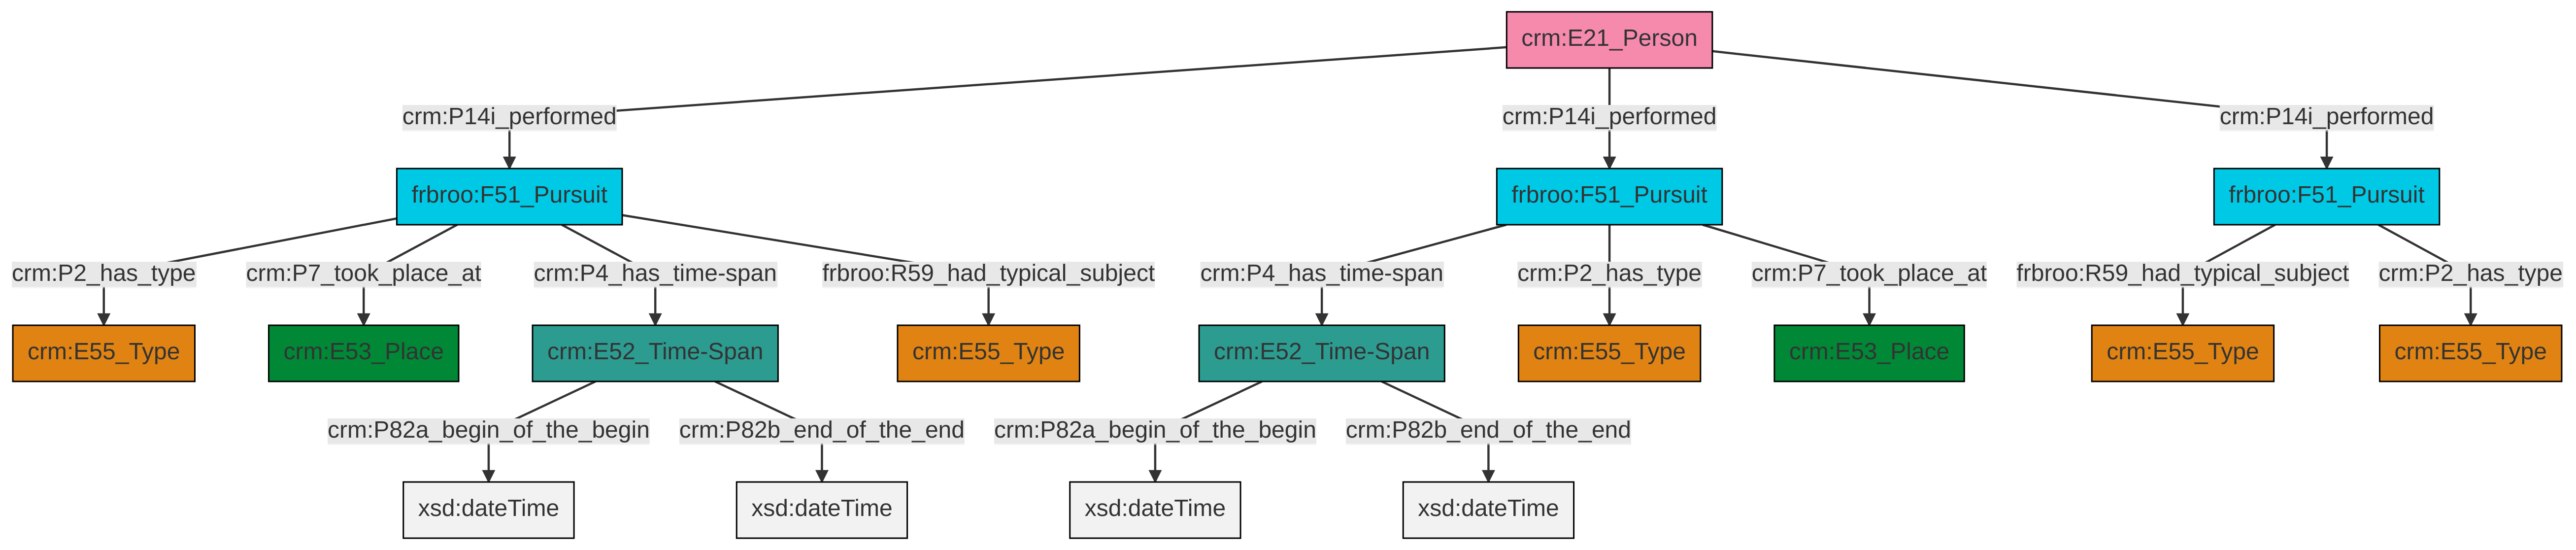 crm:E21_Person
crm:P14i_performed
crm:P14i_performed
crm:P14i_performed
frbroo:F51_Pursuit
frbroo:F51_Pursuit
frbroo:F51_Pursuit
crm:P2_has_type
crm:P7_took_place_at
crm:P4_has_time-span
frbroo:R59_had_typical_subject
crm:P4_has_time-span
crm:P2_has_type
crm:P7_took_place_at
frbroo:R59_had_typical_subject
crm:P2_has_type
crm:E55_Type
crm:E53_Place
crm:E52_Time-Span
crm:E55_Type
crm:E52_Time-Span
crm:E55_Type
crm:E53_Place
crm:E55_Type
crm:E55_Type
crm:P82a_begin_of_the_begin
crm:P82b_end_of_the_end
crm:P82a_begin_of_the_begin
crm:P82b_end_of_the_end
xsd:dateTime
xsd:dateTime
xsd:dateTime
xsd:dateTime